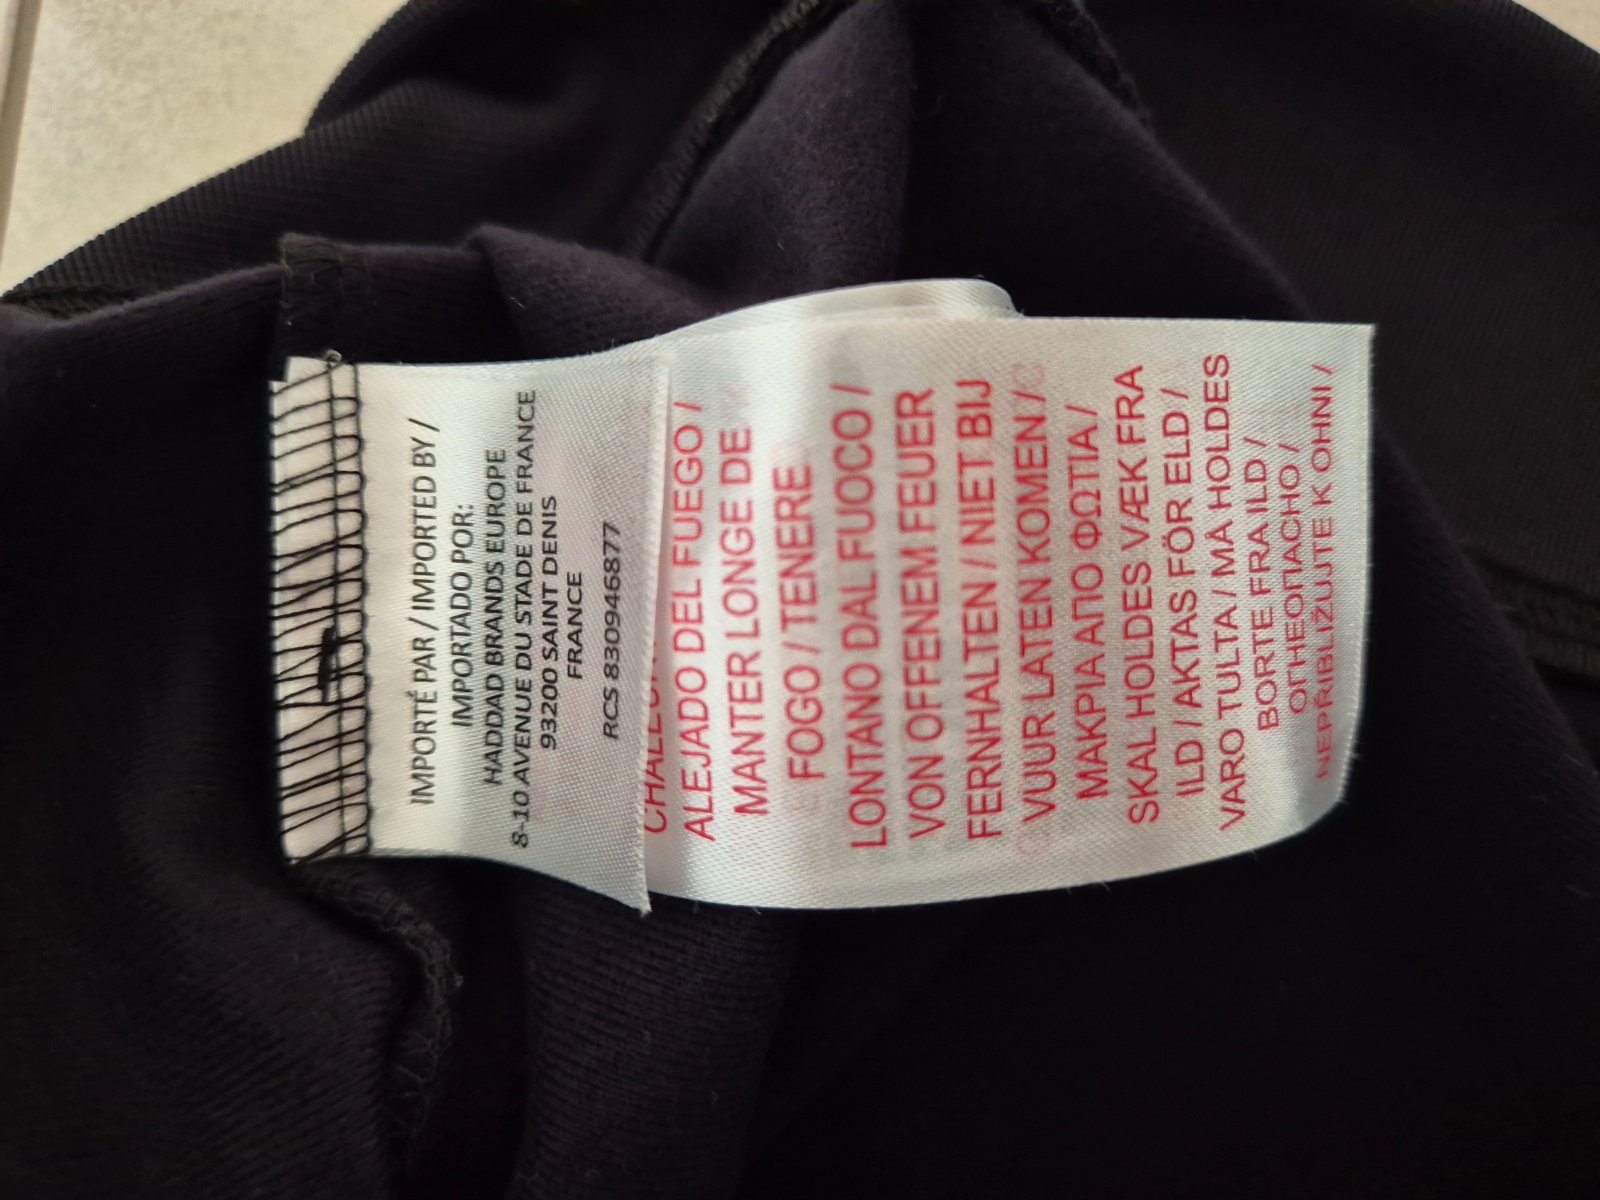 IMPORTÉ PAR / IMPORTED BY /
IMPORTADO POR:
HADDAD BRANDS EUROPE
8-10 AVENUE DU STADE DE FRANCE
93200 SAINT DENIS
FRANCE
RCS 830946877
ALEJADO DEL FUEGO /
MANTER LONGE DE
FOGO / TENERE
LONTANO DAL FUOCO /
VON OFFENEM FEUER
FERNHALTEN / NIET BIJ
VUUR LATEN KOMEN /
ΜΑΚΡΙΑ ΑΠΟ ΦΩΤΙΑ /
SKAL HOLDES VÆK FRA
ILD / AKTAS FÖR ELD /
VARO TULTA / MÅ HOLDES
BORTE FRA ILD /
ОГНЕОПАСНО /
NEPŘIBLIŽUJTE K OHNI /